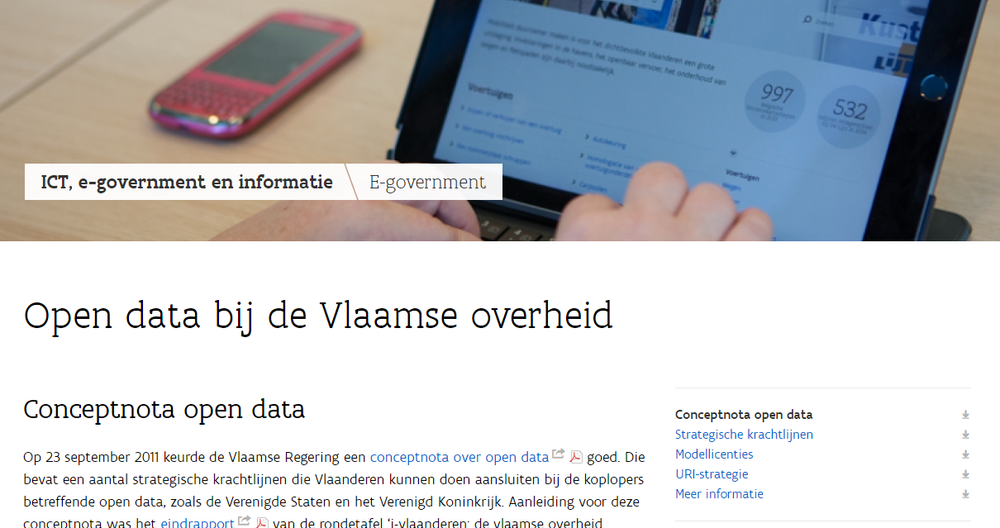 Kust
997
532
Voertuigen
Voertuigen
ICT, e-government en informatie
E-government
Open data bij de Vlaamse overheid
Conceptnota open data
Op 23 september 2011 keurde de Vlaamse Regering een conceptnota over open data goed. Die
bevat een aantal strategische krachtlijnen die Vlaanderen kunnen doen aansluiten bij de koplopers
betreffende open data, zoals de Verenigde Staten en het Verenigd Koninkrijk. Aanleiding voor deze
conceptnota was het eindrapport van de rondetafel ‘i-vlaanderen: de vlaamse overheid
Conceptnota open data
Strategische krachtlijnen
Modellicenties
URI-strategie
Meer informatie